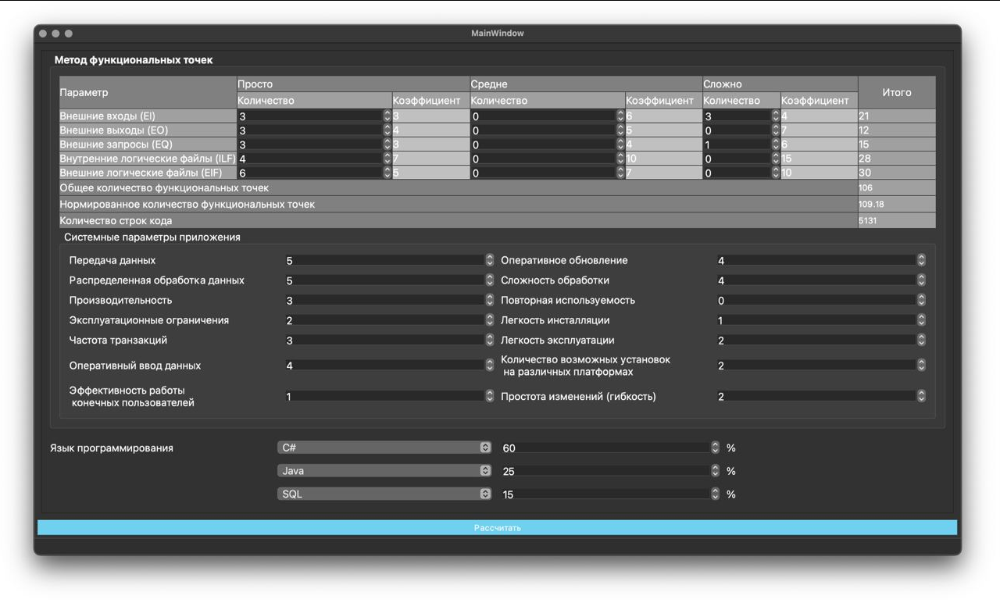 MainWindow
Метод функциональных точек
Параметр Просто Средне Сложно Итого
Количество Коэффициент Количество Коэффициент Количество Коэффициент
Внешние входы (EI) 3 3 0 6 3 4 21
Внешние выходы (EO) 3 4 0 5 0 7 12
Внешние запросы (EQ) 3 3 0 4 1 6 15
Внутренние логические файлы (ILF) 4 7 0 10 0 15 28
Внешние логические файлы (EIF) 6 5 0 7 0 10 30
Общее количество функциональных точек 106
Нормированное количество функциональных точек 109.18
Количество строк кода 5131
Системные параметры приложения
Передача данных 5 Оперативное обновление 4
Распределенная обработка данных 5 Сложность обработки 4
Производительность 3 Повторная используемость 0
Эксплуатационные ограничения 2 Легкость инсталляции 1
Частота транзакций 3 Легкость эксплуатации 2
Оперативный ввод данных 4 Количество возможных установок
на различных платформах 2
Эффективность работы
конечных пользователей 1 Простота изменений (гибкость) 2
Язык программирования C# 60 %
Java 25 %
SQL 15 %
Рассчитать